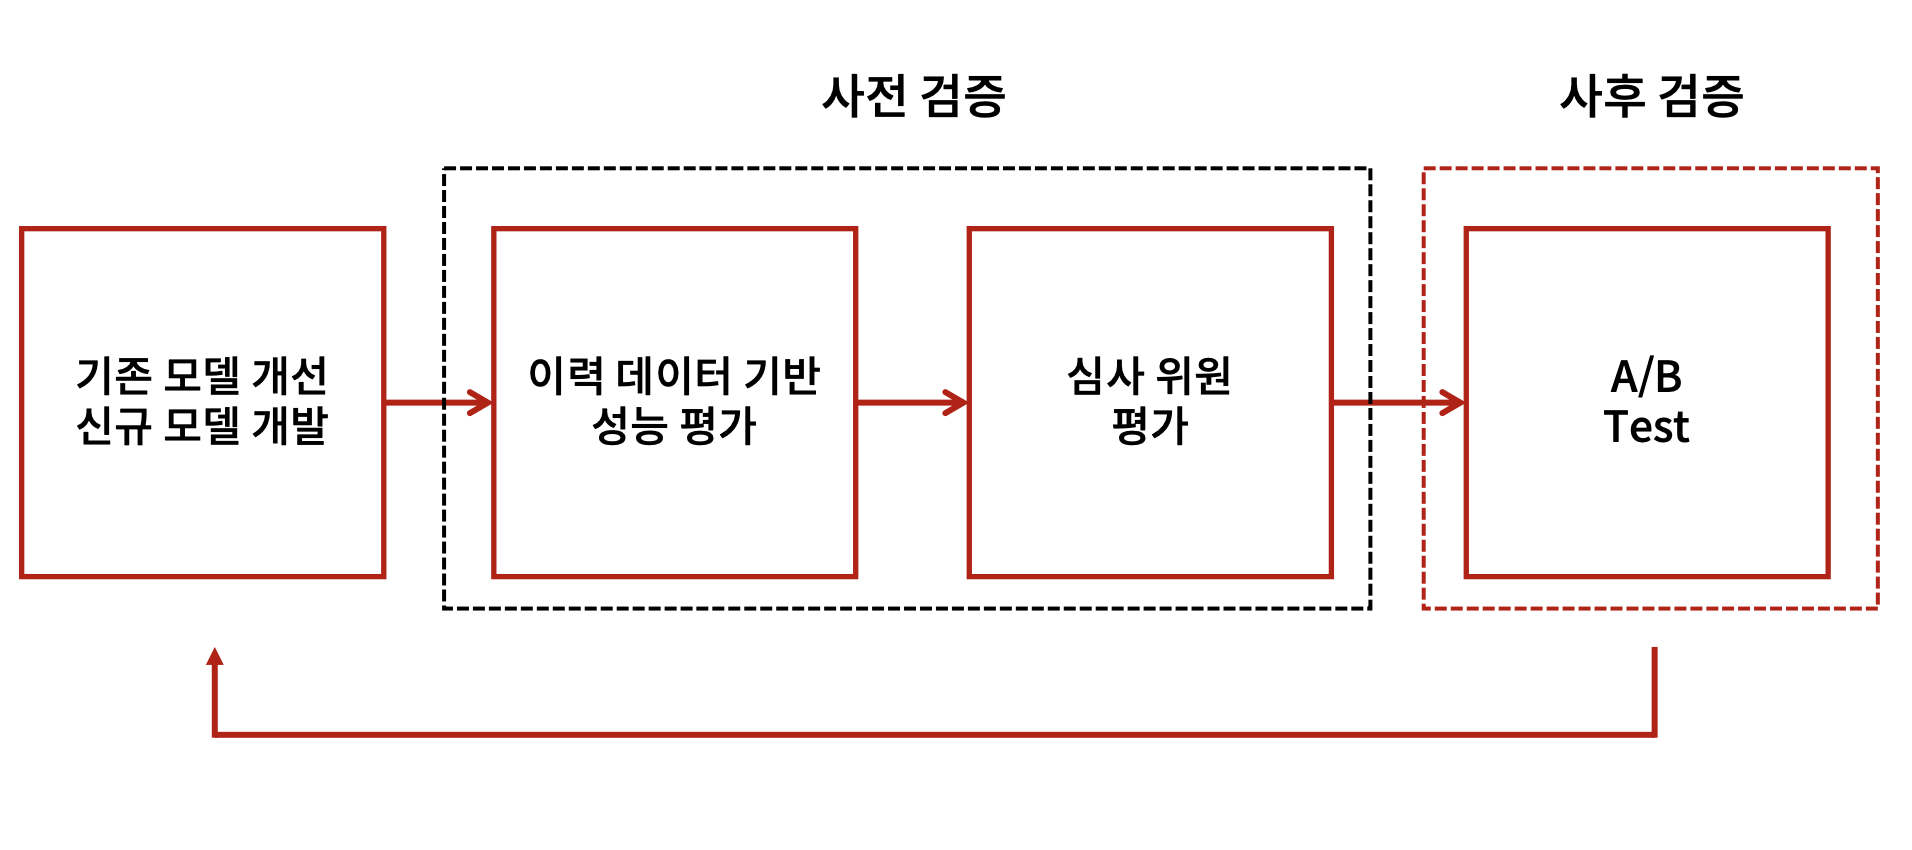 사전 검증
사후 검증
기존 모델 개선
신규 모델 개발
이력 데이터 기반
성능 평가
심사 위원
평가
A/B
Test